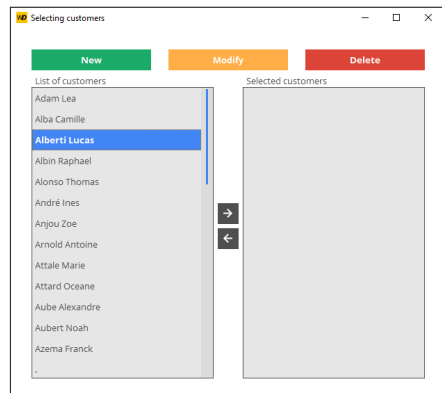 WD Selecting customers
New Modify Delete
List of customers Selected customers
Adam Lea
Alba Camille
Alberti Lucas
Albin Raphael
Alonso Thomas
André Ines
Anjou Zoe
Arnold Antoine
Attale Marie
Attard Oceane
Aube Alexandre
Aubert Noah
Azema Franck
.